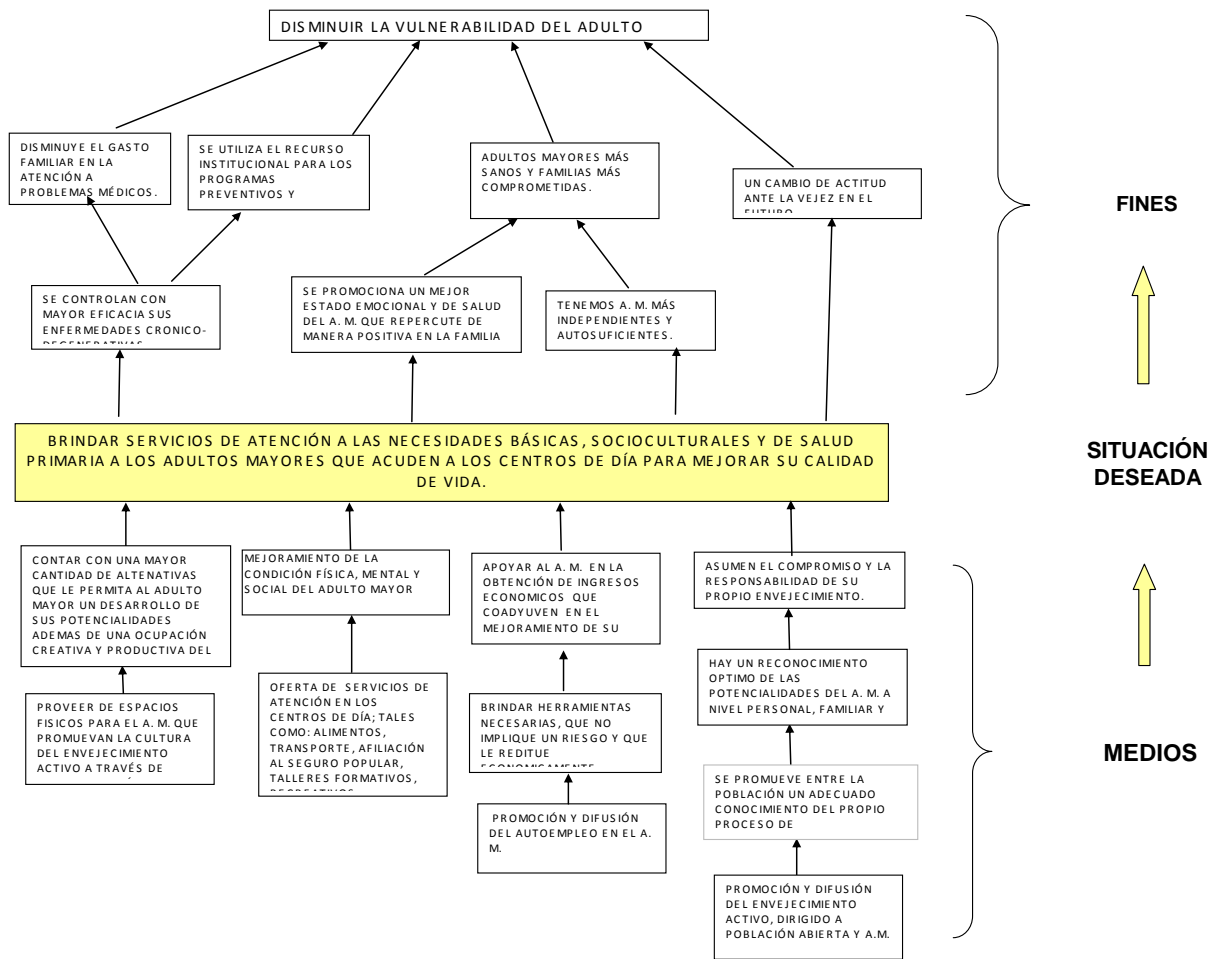 DISMINUIR LA VULNERABILIDAD DEL ADULTO
DISMINUYE EL GASTO
FAMILIAR EN LA
ATENCIÓN A
PROBLEMAS MÉDICOS.
SE UTILIZA EL RECURSO
INSTITUCIONAL PARA LOS
PROGRAMAS
PREVENTIVOS Y
ADULTOS MAYORES MÁS
SANOS Y FAMILIAS MÁS
COMPROMETIDAS.
UN CAMBIO DE ACTITUD
ANTE LA VEJEZ EN EL
FUTURO
FINES
SE CONTROLAN CON
MAYOR EFICACIA SUS
ENFERMEDADES CRONICO-
DEGENERATIVAS
SE PROMOCIONA UN MEJOR
ESTADO EMOCIONAL Y DE SALUD
DEL A. M. QUE REPERCUTE DE
MANERA POSITIVA EN LA FAMILIA
TENEMOS A. M. MÁS
INDEPENDIENTES Y
AUTOSUFICIENTES.
BRINDAR SERVICIOS DE ATENCIÓN A LAS NECESIDADES BÁSICAS, SOCIOCULTURALES Y DE SALUD
PRIMARIA A LOS ADULTOS MAYORES QUE ACUDEN A LOS CENTROS DE DÍA PARA MEJORAR SU CALIDAD
DE VIDA.
SITUACIÓN
DESEADA
CONTAR CON UNA MAYOR
CANTIDAD DE ALTENATIVAS
QUE LE PERMITA AL ADULTO
MAYOR UN DESARROLLO DE
SUS POTENCIALIDADES
ADEMAS DE UNA OCUPACIÓN
CREATIVA Y PRODUCTIVA DEL
MEJORAMIENTO DE LA
CONDICIÓN FÍSICA, MENTAL Y
SOCIAL DEL ADULTO MAYOR
APOYAR AL A. M. EN LA
OBTENCIÓN DE INGRESOS
ECONOMICOS QUE
COADYUVEN EN EL
MEJORAMIENTO DE SU
ASUMEN EL COMPROMISO Y LA
RESPONSABILIDAD DE SU
PROPIO ENVEJECIMIENTO.
PROVEER DE ESPACIOS
FISICOS PARA EL A. M. QUE
PROMUEVAN LA CULTURA
DEL ENVEJECIMIENTO
ACTIVO A TRAVÉS DE
OFERTA DE SERVICIOS DE
ATENCIÓN EN LOS
CENTROS DE DÍA; TALES
COMO: ALIMENTOS,
TRANSPORTE, AFILIACIÓN
AL SEGURO POPULAR,
TALLERES FORMATIVOS,
RECREATIVOS
BRINDAR HERRAMIENTAS
NECESARIAS, QUE NO
IMPLIQUE UN RIESGO Y QUE
LE REDITUE
ECONOMICAMENTE
HAY UN RECONOCIMIENTO
OPTIMO DE LAS
POTENCIALIDADES DEL A. M. A
NIVEL PERSONAL, FAMILIAR Y
MEDIOS
PROMOCIÓN Y DIFUSIÓN
DEL AUTOEMPLEO EN EL A.
M.
SE PROMUEVE ENTRE LA
POBLACIÓN UN ADECUADO
CONOCIMIENTO DEL PROPIO
PROCESO DE
PROMOCIÓN Y DIFUSIÓN
DEL ENVEJECIMIENTO
ACTIVO, DIRIGIDO A
POBLACIÓN ABIERTA Y A.M.